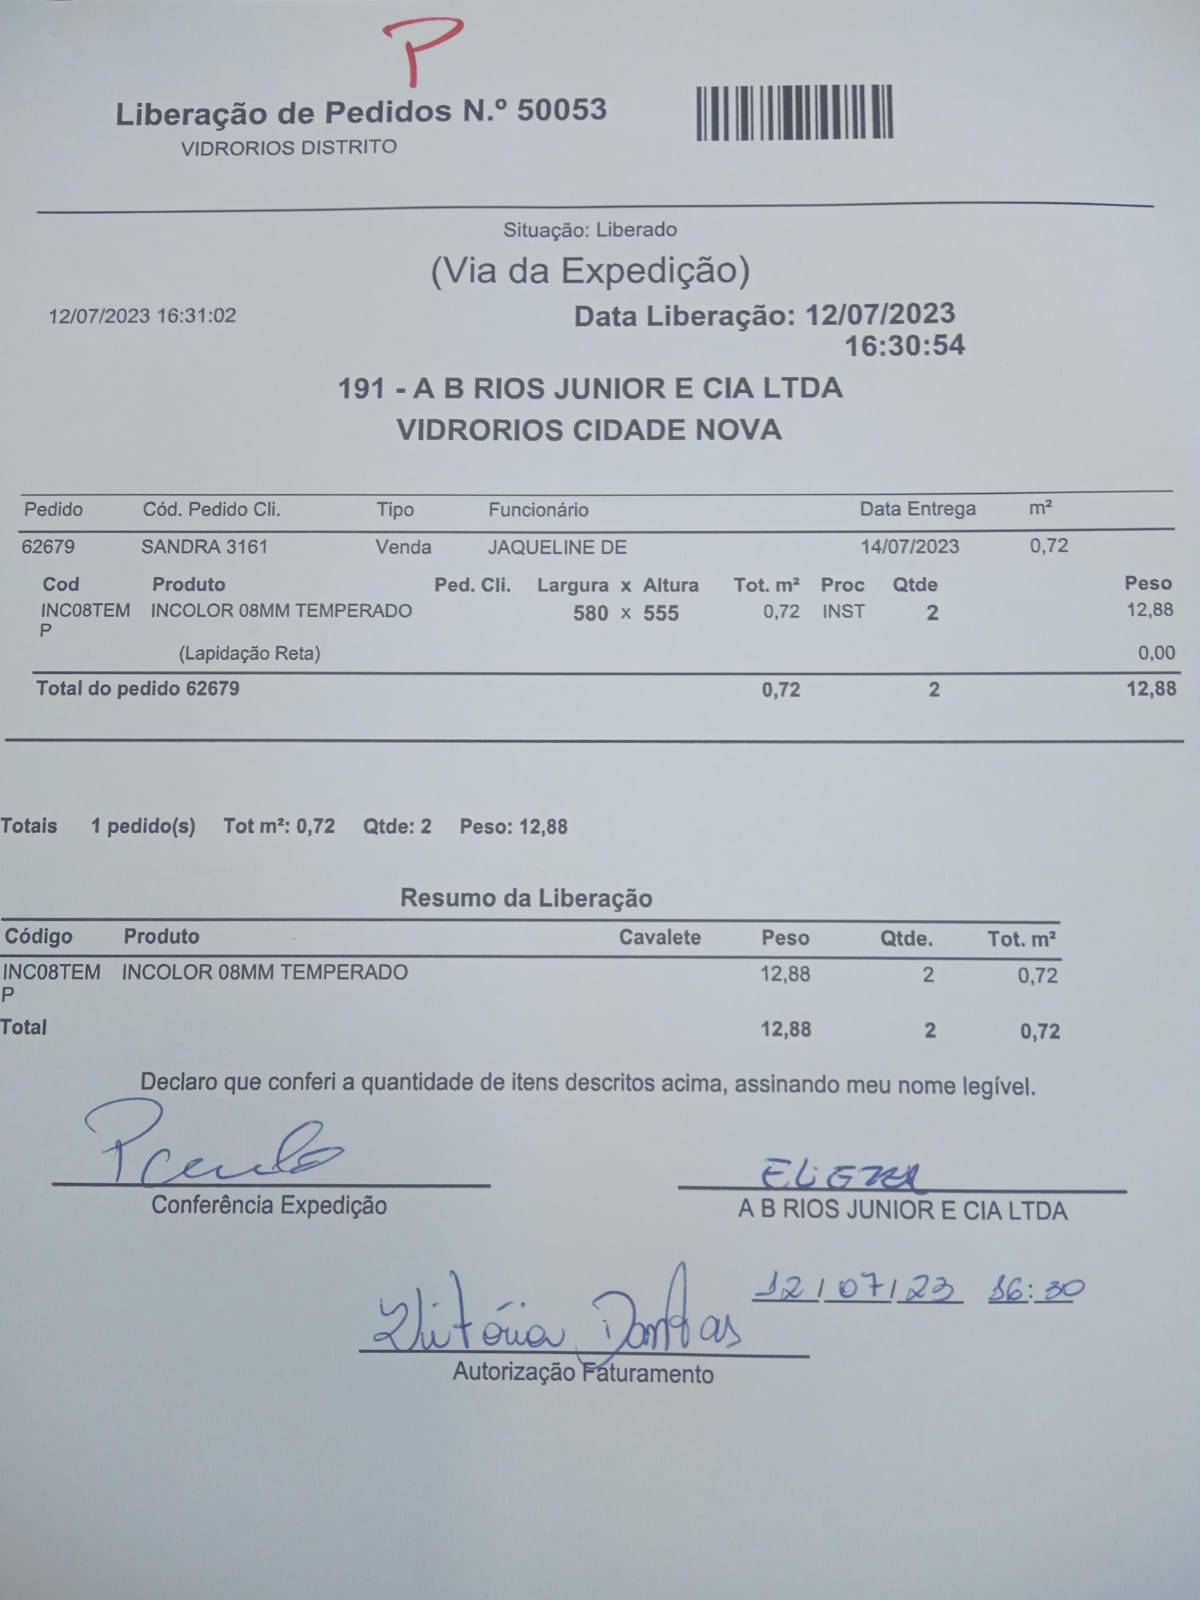 P
Liberação de Pedidos N.º 50053
VIDRORIOS DISTRITO
Situação: Liberado
(Via da Expedição)
12/07/2023 16:31:02
Data Liberação: 12/07/2023
16:30:54
191 - A B RIOS JUNIOR E CIA LTDA
VIDRORIOS CIDADE NOVA
Pedido Cód. Pedido Cli. Tipo Funcionário Data Entrega m²
62679 SANDRA 3161 Venda JAQUELINE DE 14/07/2023 0,72
Cod Produto Ped. Cli. Largura x Altura Tot. m² Proc Qtde Peso
INC08TEM INCOLOR 08MM TEMPERADO 580 x 555 0,72 INST 2 12,88
P
(Lapidação Reta) 0,00
Total do pedido 62679 0,72 2 12,88
Totais 1 pedido(s) Tot m²: 0,72 Qtde: 2 Peso: 12,88
Resumo da Liberação
Código Produto Cavalete Peso Qtde. Tot. m²
INC08TEM INCOLOR 08MM TEMPERADO 12,88 2 0,72
P
Total 12,88 2 0,72
Declaro que conferi a quantidade de itens descritos acima, assinando meu nome legível.
Conferência Expedição
A B RIOS JUNIOR E CIA LTDA
12/07/23 16:30
Vitória Dantas
Autorização Faturamento